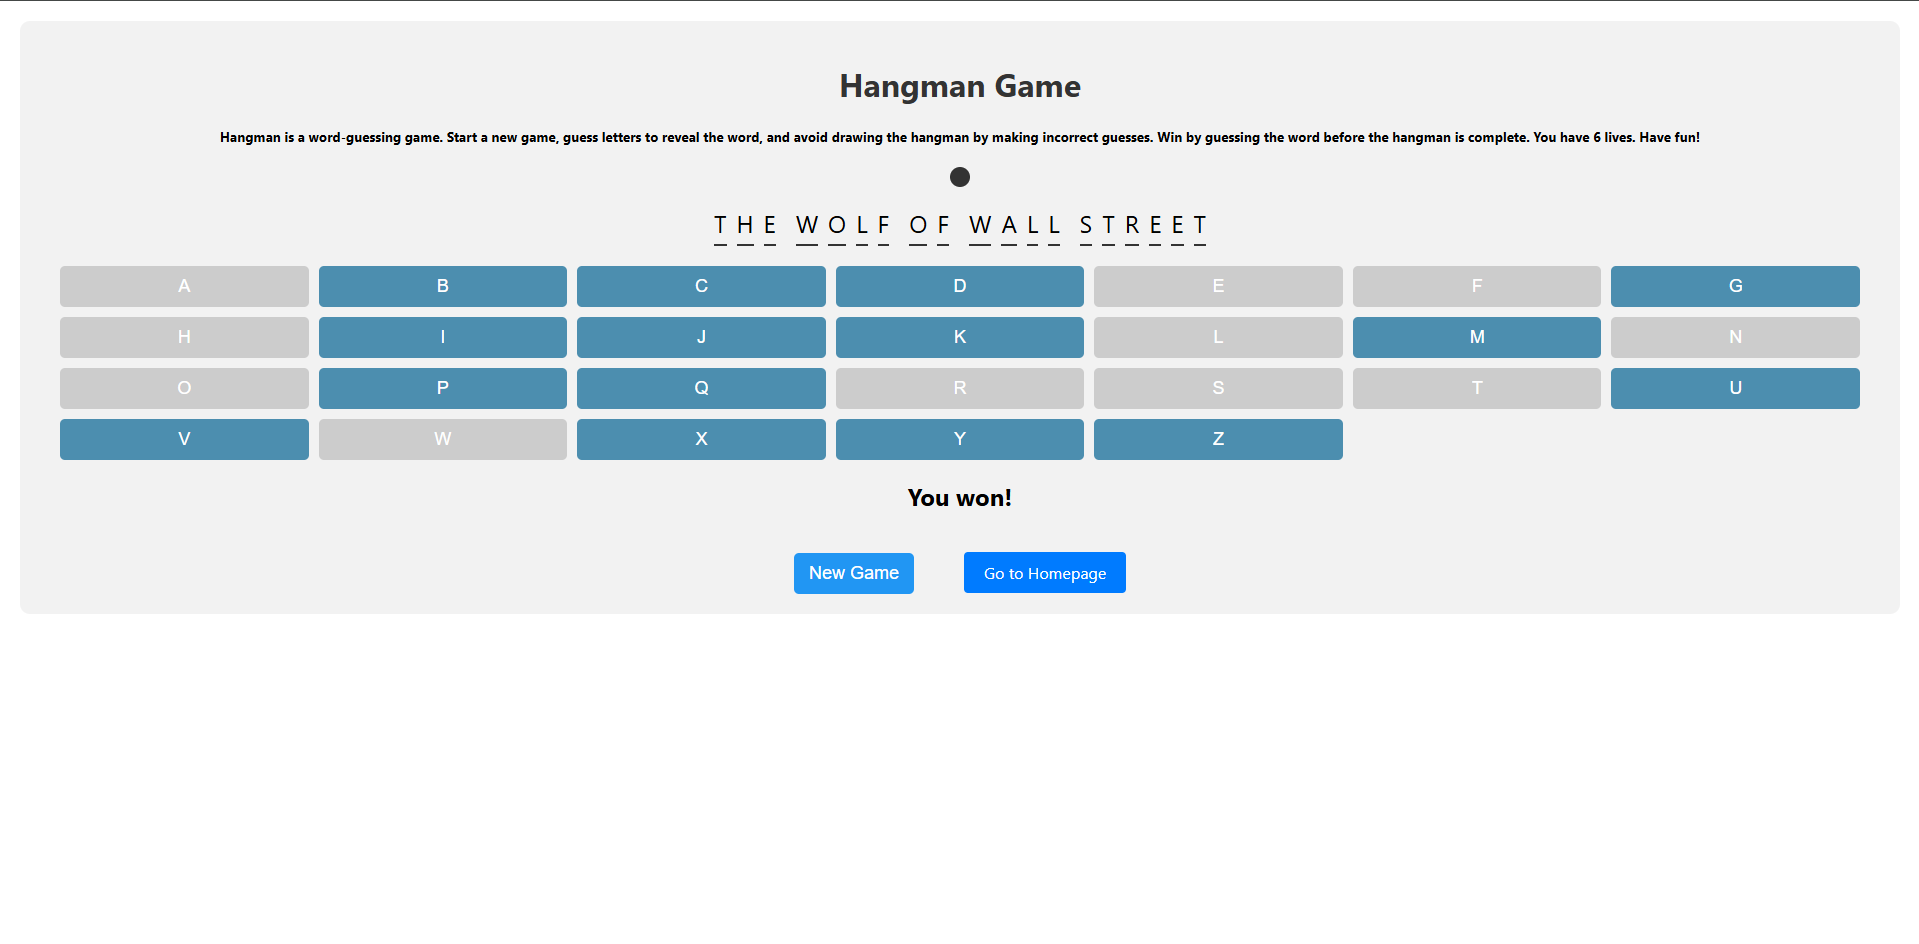 Hangman Game
Hangman is a word-guessing game. Start a new game, guess letters to reveal the word, and avoid drawing the hangman by making incorrect guesses. Win by guessing the word before the hangman is complete. You have 6 lives. Have fun!
T H E W O L F O F W A L L S T R E E T
A B C D E F G
H I J K L M N
O P Q R S T U
V W X Y Z
You won!
New Game Go to Homepage